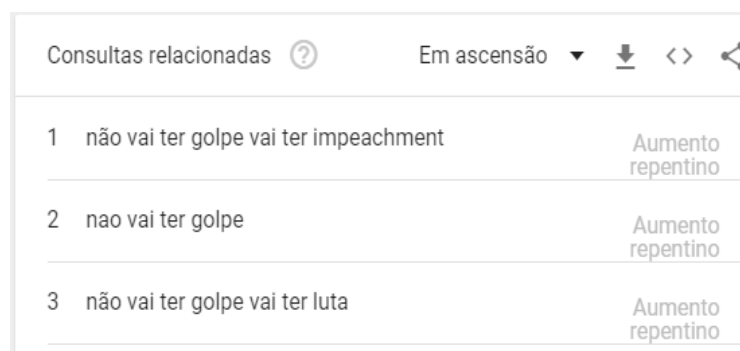 Consultas relacionadas ? Em ascensão
1 não vai ter golpe vai ter impeachment
Aumento
repentino
2 nao vai ter golpe
Aumento
repentino
3 não vai ter golpe vai ter luta
Aumento
repentino